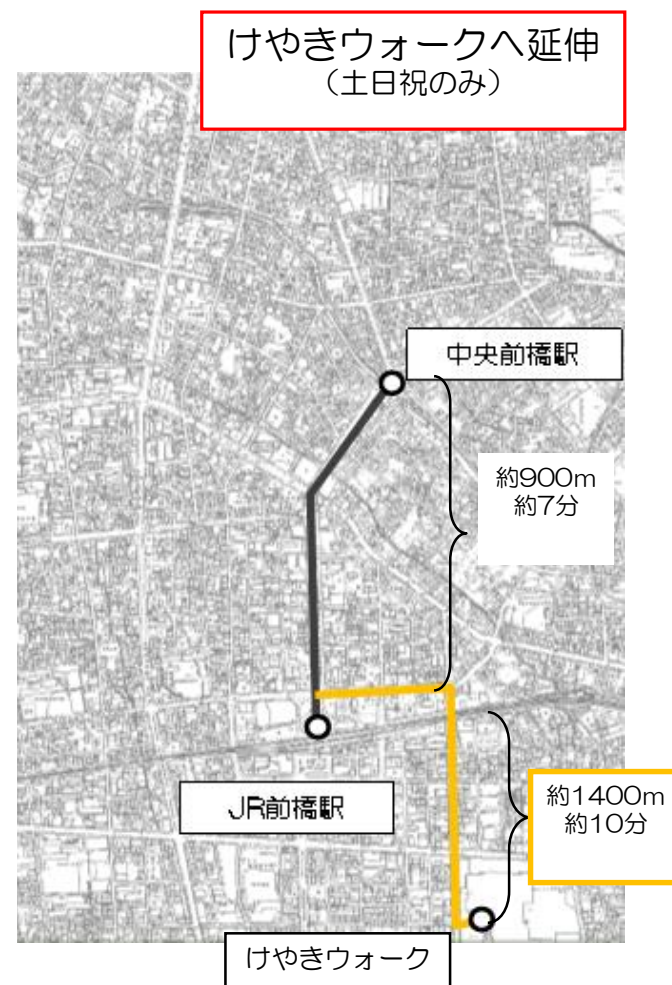 けやきウォークへ延伸
（土日祝のみ）
中央前橋駅
約900m
約7分
JR前橋駅
約1400m
約10分
けやきウォーク